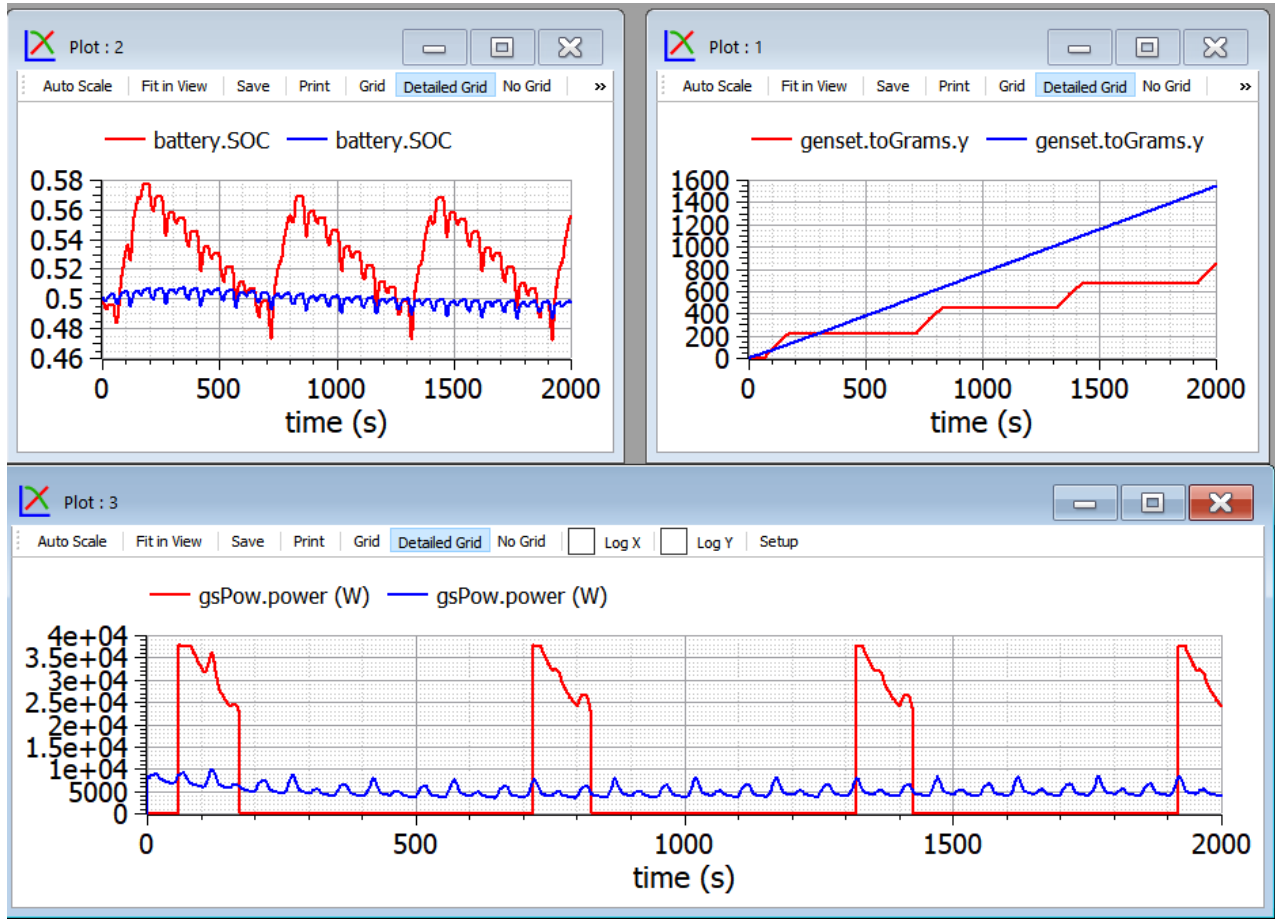 Plot : 2
Auto Scale Fit in View Save Print Grid Detailed Grid No Grid »
battery.SOC battery.SOC
0.58
0.56
0.54
0.52
0.5
0.48
0.46
0 500 1000 1500 2000
time (s)
Plot : 1
Auto Scale Fit in View Save Print Grid Detailed Grid No Grid »
genset.toGrams.y genset.toGrams.y
1600
1400
1200
1000
800
600
400
200
0
0 500 1000 1500 2000
time (s)
Plot : 3
Auto Scale Fit in View Save Print Grid Detailed Grid No Grid Log X Log Y Setup
gsPow.power (W) gsPow.power (W)
4e+04
3.5e+04
3e+04
2.5e+04
2e+04
1.5e+04
1e+04
5000
0
0 500 1000 1500 2000
time (s)